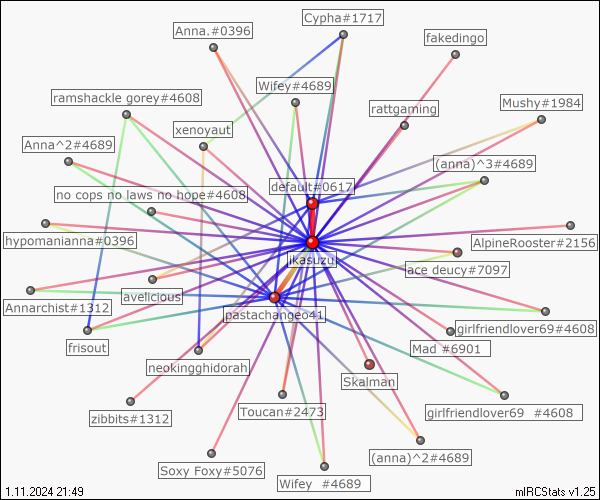 Cypha#1717
Anna.#0396
fakedingo
Wifey#4689
ramshackle gorey#4608
rattgaming
Mushy#1984
xenoyaut
Anna^2#4689
(anna)^3#4689
default#0617
no cops no laws no hope#4608
hypomanianna#0396
AlpineRooster#2156
ikasuzu
ace deucy#7097
avelicious
Annarchist#1312
pastachangeo41
girlfriendlover69#4608
frisout
Mad #6901
neokingghidorah
Skalman
zibbits#1312
Toucan#2473
girlfriendlover69 #4608
(anna)^2#4689
Soxy Foxy#5076
Wifey #4689
1.11.2024 21:49
mIRCStats v1.25